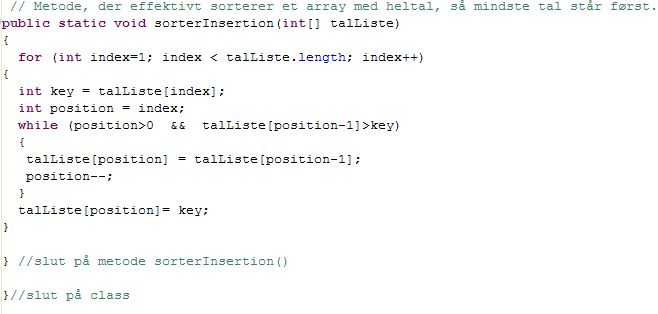 // Metode, der effektivt sorterer et array med heltal, så mindste tal står først.
public static void sorterInsertion(int[] talListe)
{
for (int index=1; index < talListe.length; index++)
{
int key = talListe[index];
int position = index;
while (position>0 && talListe[position-1]>key)
{
talListe[position] = talListe[position-1];
position--;
}
talListe[position]= key;
}
} //slut på metode sorterInsertion()
}//slut på class